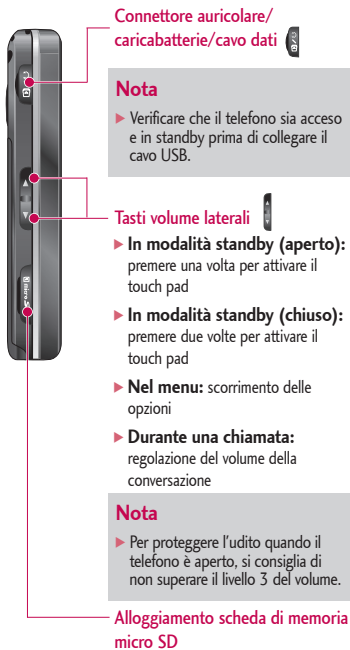 Connettore auricolare/
caricabatterie/cavo dati
Nota
▶ Verificare che il telefono sia acceso
e in standby prima di collegare il
cavo USB.
Tasti volume laterali
▶ In modalità standby (aperto):
premere una volta per attivare il
touch pad
▶ In modalità standby (chiuso):
premere due volte per attivare il
touch pad
▶ Nel menu: scorrimento delle
opzioni
▶ Durante una chiamata:
regolazione del volume della
conversazione
Nota
▶ Per proteggere l'udito quando il
telefono è aperto, si consiglia di
non superare il livello 3 del volume.
Alloggiamento scheda di memoria
micro SD
micro SD